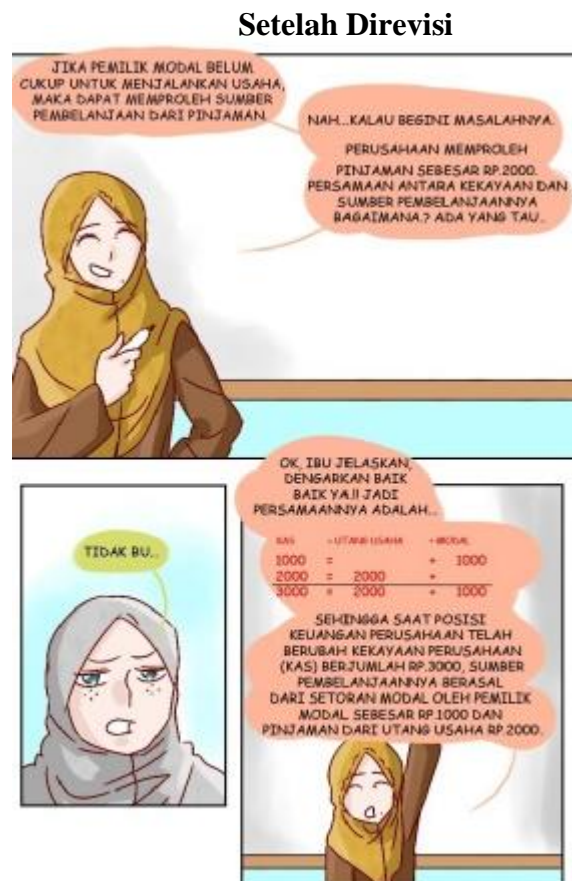 Setelah Direvisi
JIKA PEMILIK MODAL BELUM
CUKUP UNTUK MENJALANKAN USAHA,
MAKA DAPAT MEMPROLEH SUMBER
PEMBELANJAAN DARI PINJAMAN.
NAH...KALAU BEGINI MASALAHNYA.
PERUSAHAAN MEMPROLEH
PINJAMAN SEBESAR RP.2000.
PERSAMAAN ANTARA KEKAYAAN DAN
SUMBER PEMBELANJAANNYA
BAGAIMANA.? ADA YANG TAU..
TIDAK BU...
OK, IBU JELASKAN,
DENGARKAN BAIK
BAIK YA.!! JADI
PERSAMAANNYA ADALAH...
KAS = UTANG USAHA + MODAL
1000 = + 1000
2000 = 2000 +
3000 = 2000 + 1000
SEHINGGA SAAT POSISI
KEUANGAN PERUSAHAAN TELAH
BERUBAH KEKAYAAN PERUSAHAAN
(KAS) BERJUMLAH RP.3000, SUMBER
PEMBELANJAANNYA BERASAL
DARI SETORAN MODAL OLEH PEMILIK
MODAL SEBESAR RP.1000 DAN
PINJAMAN DARI UTANG USAHA RP.2000.